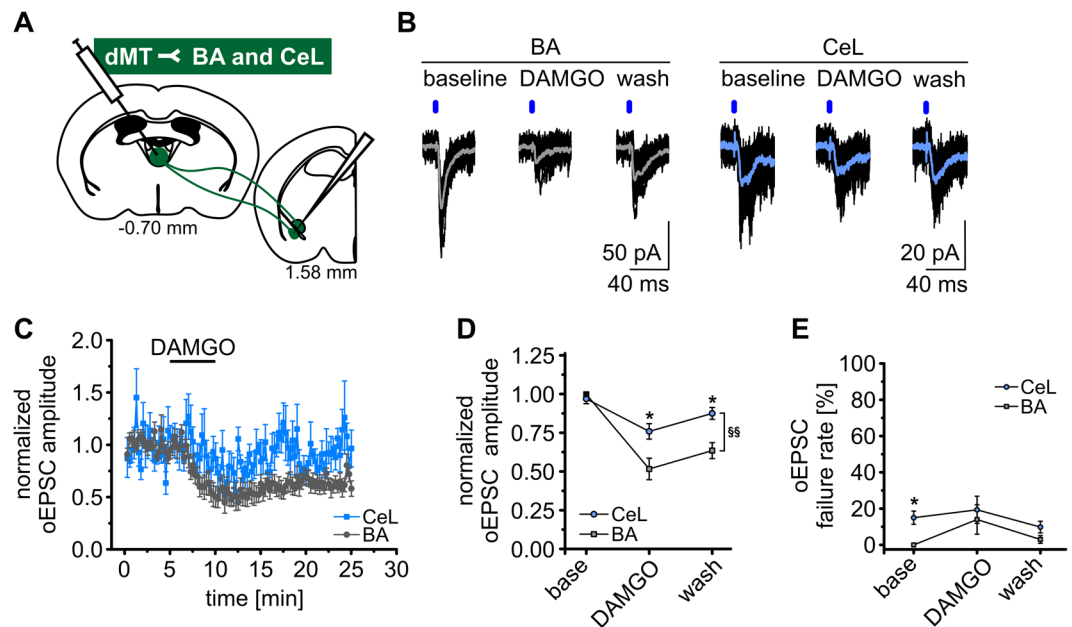 A
dMT BA and CeL
-0.70 mm
1.58 mm
B
BA
baseline DAMGO wash
CeL
baseline DAMGO wash
50 pA
40 ms
20 pA
40 ms
C
normalized
oEPSC amplitude
2.0
1.5
1.0
0.5
0.0
DAMGO
CeL
BA
0 5 10 15 20 25 30
time [min]
D
normalized
oEPSC amplitude
1.25
1.00
0.75
0.50
0.25
0.00
* *
§§
CeL
BA
base DAMGO wash
E
oEPSC
failure rate [%]
100
80
60
40
20
0
*
CeL
BA
base DAMGO wash